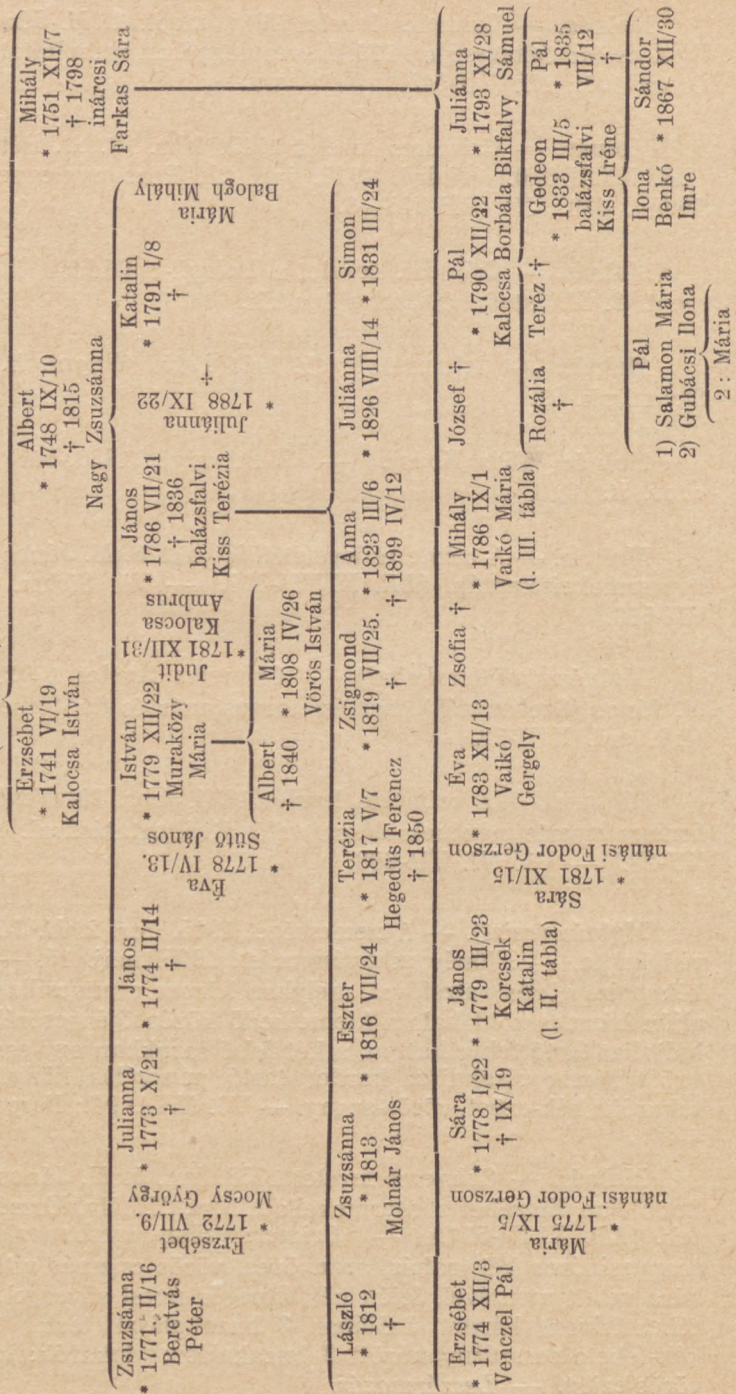 Erzsébet
* 1741 VI/19
Kalocsa István
Albert
* 1748 IX/10
† 1815
Nagy Zsuzsánna
Mihály
* 1751 XII/7
† 1798
inárcsi
Farkas Sára
Zsuzsánna
* 1771. II/16
Beretvás
Péter
Erzsébet
* 1772 VII/9.
Mocsy György
Julianna
* 1773 X/21
†
János
* 1774 II/14
†
Éva
* 1778 IV/13.
Sütő János
István
* 1779 XII/22
Muraközy
Mária
Judit
*1781 XII/31
Kalocsa
Ambrus
János
* 1786 VII/21
† 1836
balázsfalvi
Kiss Terézia
Juliánna
* 1788 IX/22
†
Katalin
* 1791 I/8
†
Mária
Balogh Mihály
Albert
† 1840
Mária
* 1808 IV/26
Vörös István
László
* 1812
†
Zsuzsánna
* 1813
Molnár János
Eszter
* 1816 VII/24
Terézia
* 1817 V/7
Hegedüs Ferencz
† 1850
Zsigmond
* 1819 VII/25.
†
Anna
* 1823 III/6
† 1899 IV/12
Juliánna
* 1826 VIII/14
Simon
* 1831 III/24
Erzsébet
* 1774 XII/3
Venczel Pál
Mária
* 1775 IX/5
nánási Fodor Gerzson
Sára
* 1778 I/22
† IX/19
János
* 1779 III/23
Korcsek
Katalin
(l. II. tábla)
Sára
* 1781 XI/15
nánási Fodor Gerzson
Éva
* 1783 XII/13
Vaikó
Gergely
Zsófia †
Mihály
* 1786 IX/1
Vaikó Mária
(l. III. tábla)
József †
Pál
* 1790 XII/22
Kalocsa Borbála
Juliánna
* 1793 XI/28
Bikfalvy Sámuel
Rozália
†
Teréz †
Gedeon
* 1833 III/5
balázsfalvi
Kiss Iréne
Pál
* 1835
VII/12
†
Pál
1) Salamon Mária
2) Gubácsi Ilona
2 : Mária
Ilona
Benkó
Imre
Sándor
* 1867 XII/30